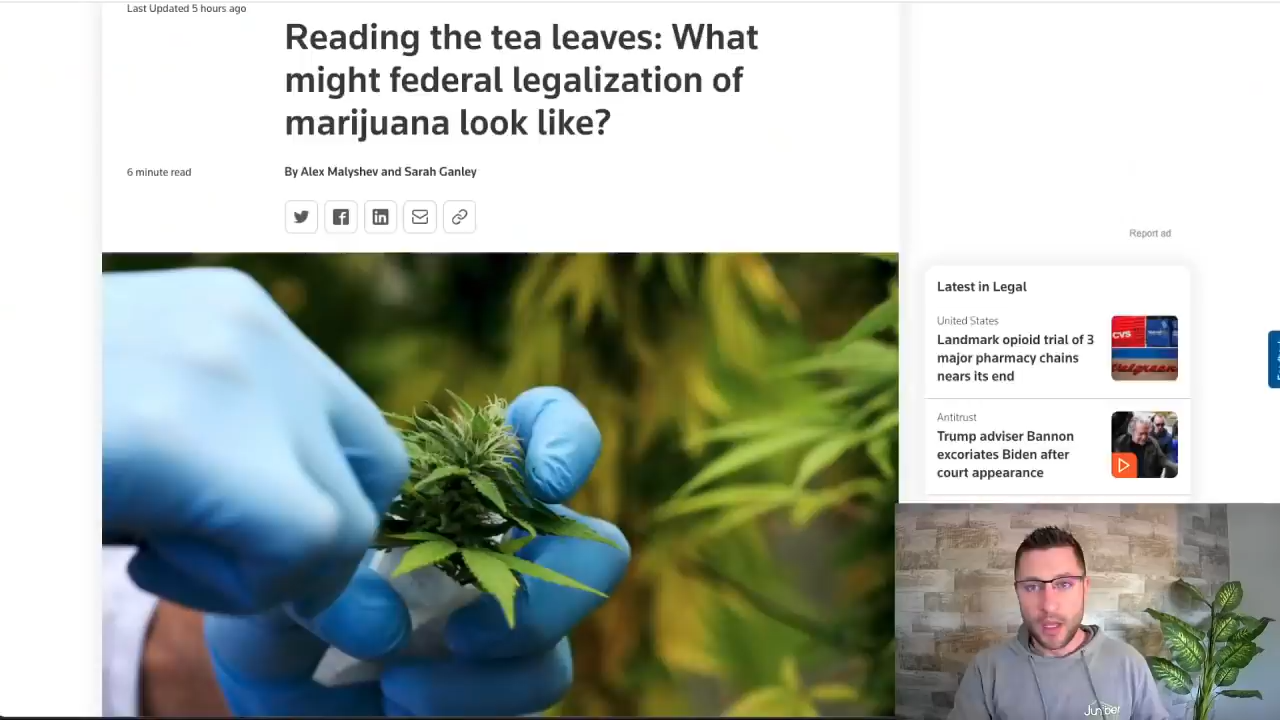 Last Updated 5 hours ago
Reading the tea leaves: What
might federal legalization of
marijuana look like?
6 minute read
By Alex Malyshev and Sarah Ganley
Report ad
Latest in Legal
United States
Landmark opioid trial of 3
major pharmacy chains
nears its end
CVS
Walgreens
Antitrust
Trump adviser Bannon
excoriates Biden after
court appearance